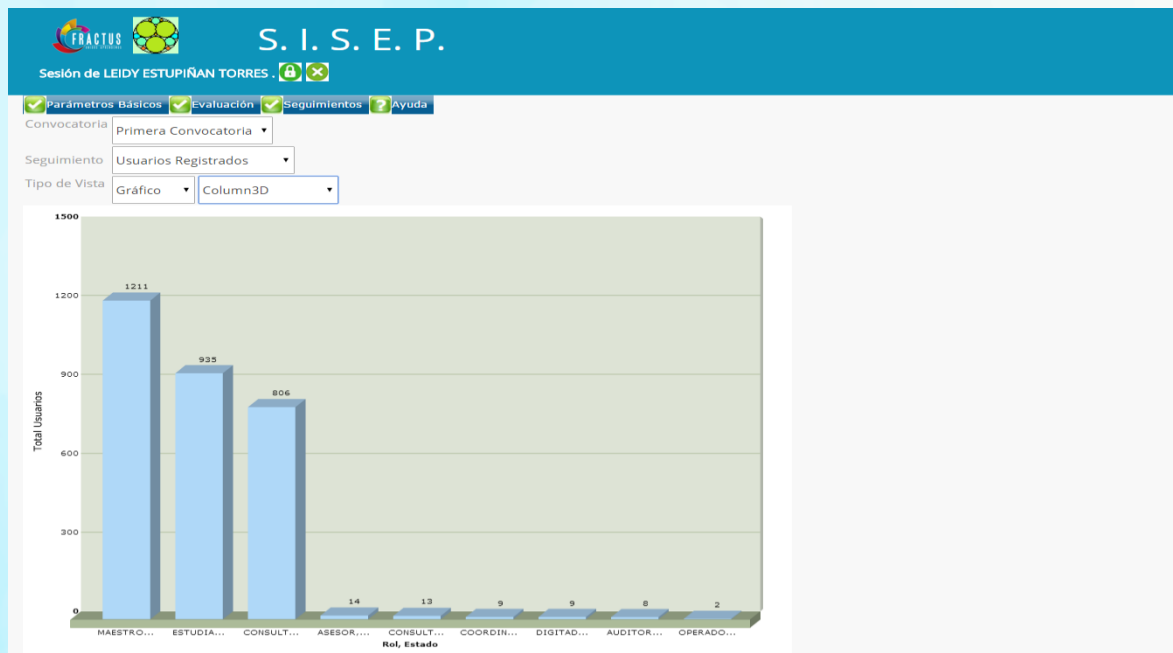 FRACTUS
S. I. S. E. P.
Sesión de LEIDY ESTUPIÑAN TORRES .
Parámetros Básicos Evaluación Seguimientos Ayuda
Convocatoria Primera Convocatoria
Seguimiento Usuarios Registrados
Tipo de Vista Gráfico Column3D
1500
1200
900
600
300
0
Total Usuarios
1211
935
806
14
13
9
9
8
2
MAESTRO... ESTUDIA... CONSULT... ASESOR,... CONSULT... COORDIN... DIGITAD... AUDITOR... OPERADO...
Rol, Estado